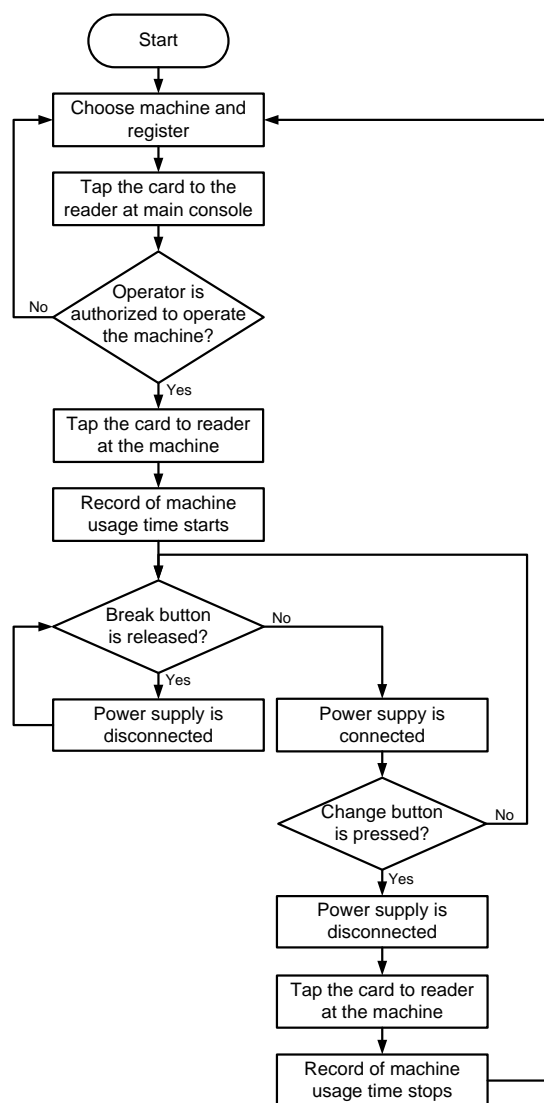 Start
Choose machine and
register
Tap the card to the
reader at main console
Operator is
authorized to operate
the machine?
No
Yes
Tap the card to reader
at the machine
Record of machine
usage time starts
Break button
is released?
No
Yes
Power supply is
disconnected
Power suppy is
connected
Change button
is pressed?
No
Yes
Power supply is
disconnected
Tap the card to reader
at the machine
Record of machine
usage time stops